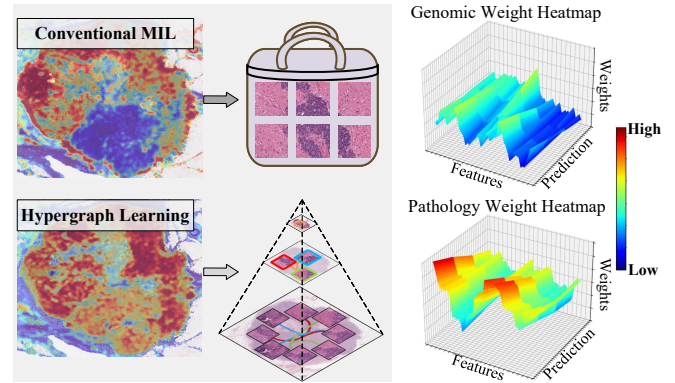 Conventional MIL
Hypergraph Learning
Genomic Weight Heatmap
Weights
Features
Prediction
High
Low
Pathology Weight Heatmap
Weights
Features
Prediction